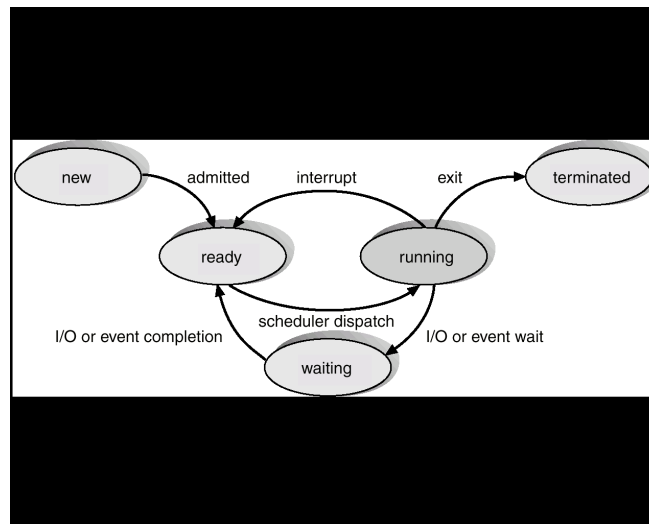 new
admitted
interrupt
exit
terminated
ready
running
scheduler dispatch
I/O or event completion
I/O or event wait
waiting